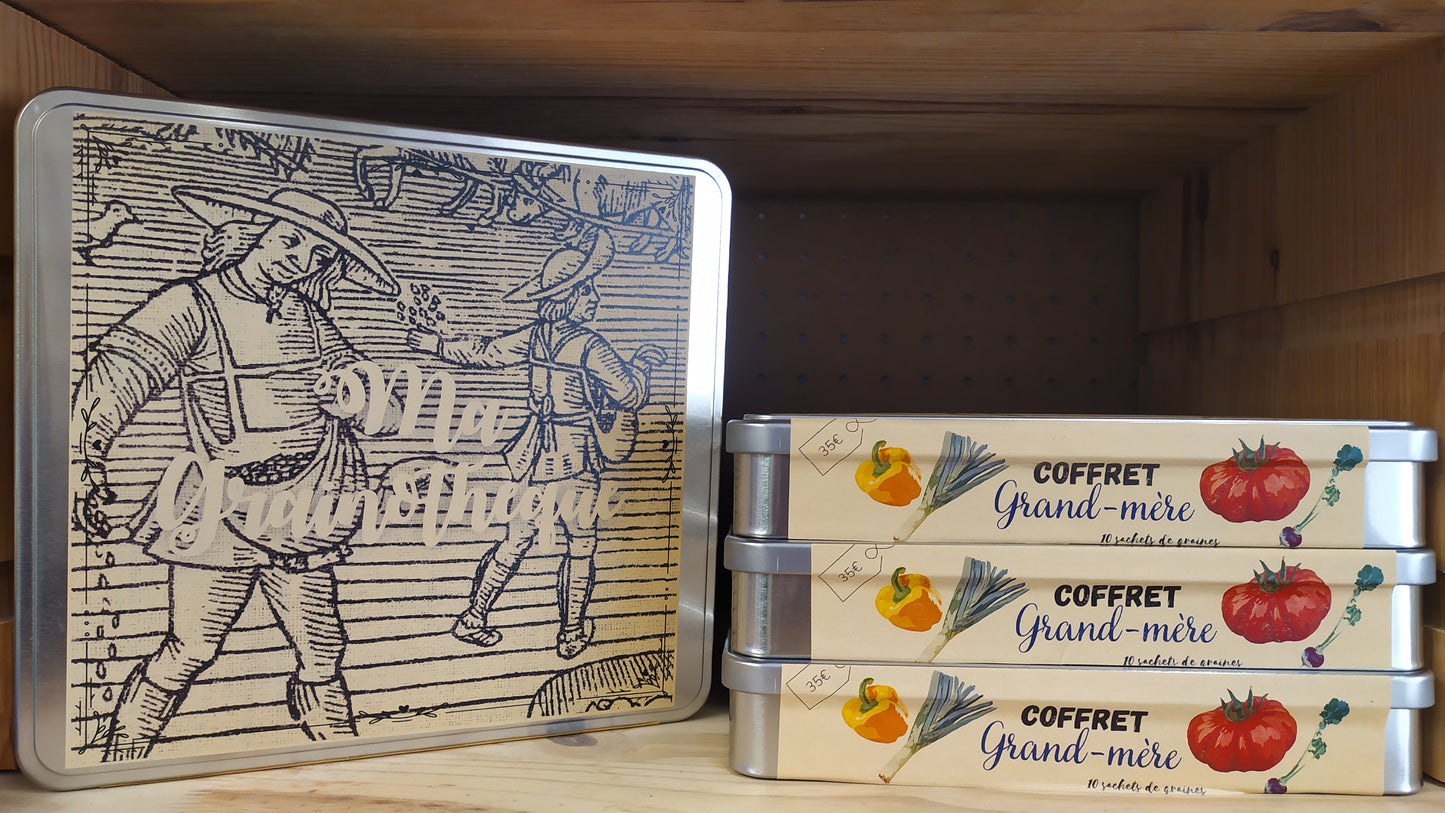 Ma
Grainothèque
35€
COFFRET
Grand-mère
10 sachets de graines
35€
COFFRET
Grand-mère
10 sachets de graines
35€
COFFRET
Grand-mère
10 sachets de graines